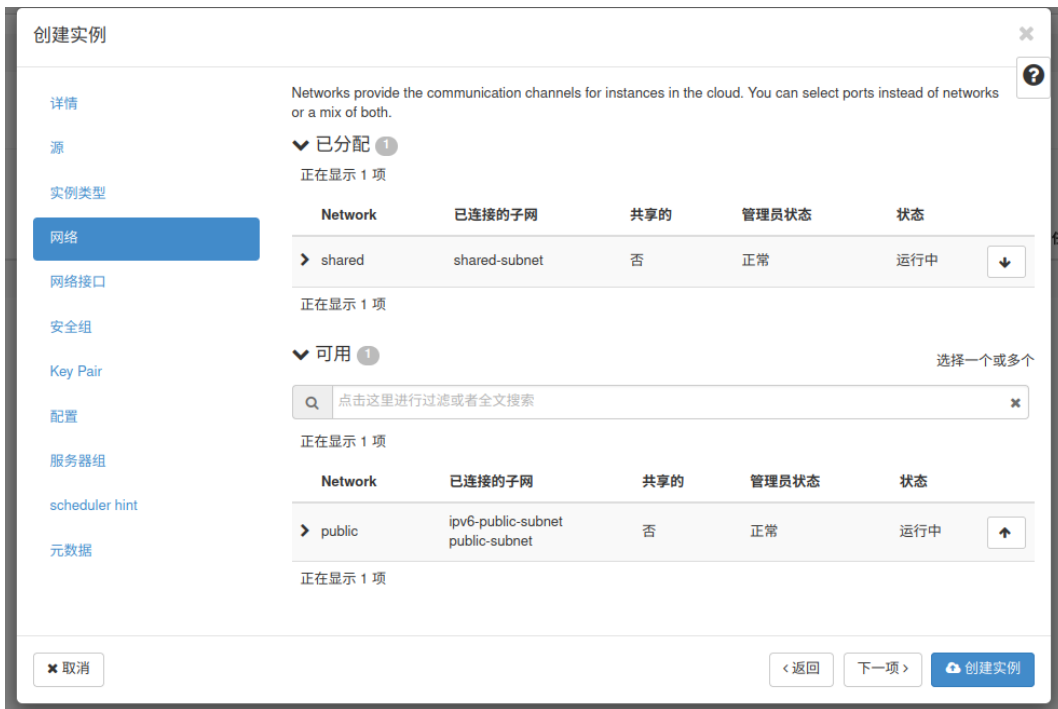 创建实例
详情
源
实例类型
网络
网络接口
安全组
Key Pair
配置
服务器组
scheduler hint
元数据
Networks provide the communication channels for instances in the cloud. You can select ports instead of networks
or a mix of both.
已分配 1
正在显示 1 项
Network 已连接的子网 共享的 管理员状态 状态
shared shared-subnet 否 正常 运行中
正在显示 1 项
可用 1
选择一个或多个
点击这里进行过滤或者全文搜索
正在显示 1 项
Network 已连接的子网 共享的 管理员状态 状态
public ipv6-public-subnet public-subnet 否 正常 运行中
正在显示 1 项
取消
返回
下一项
创建实例